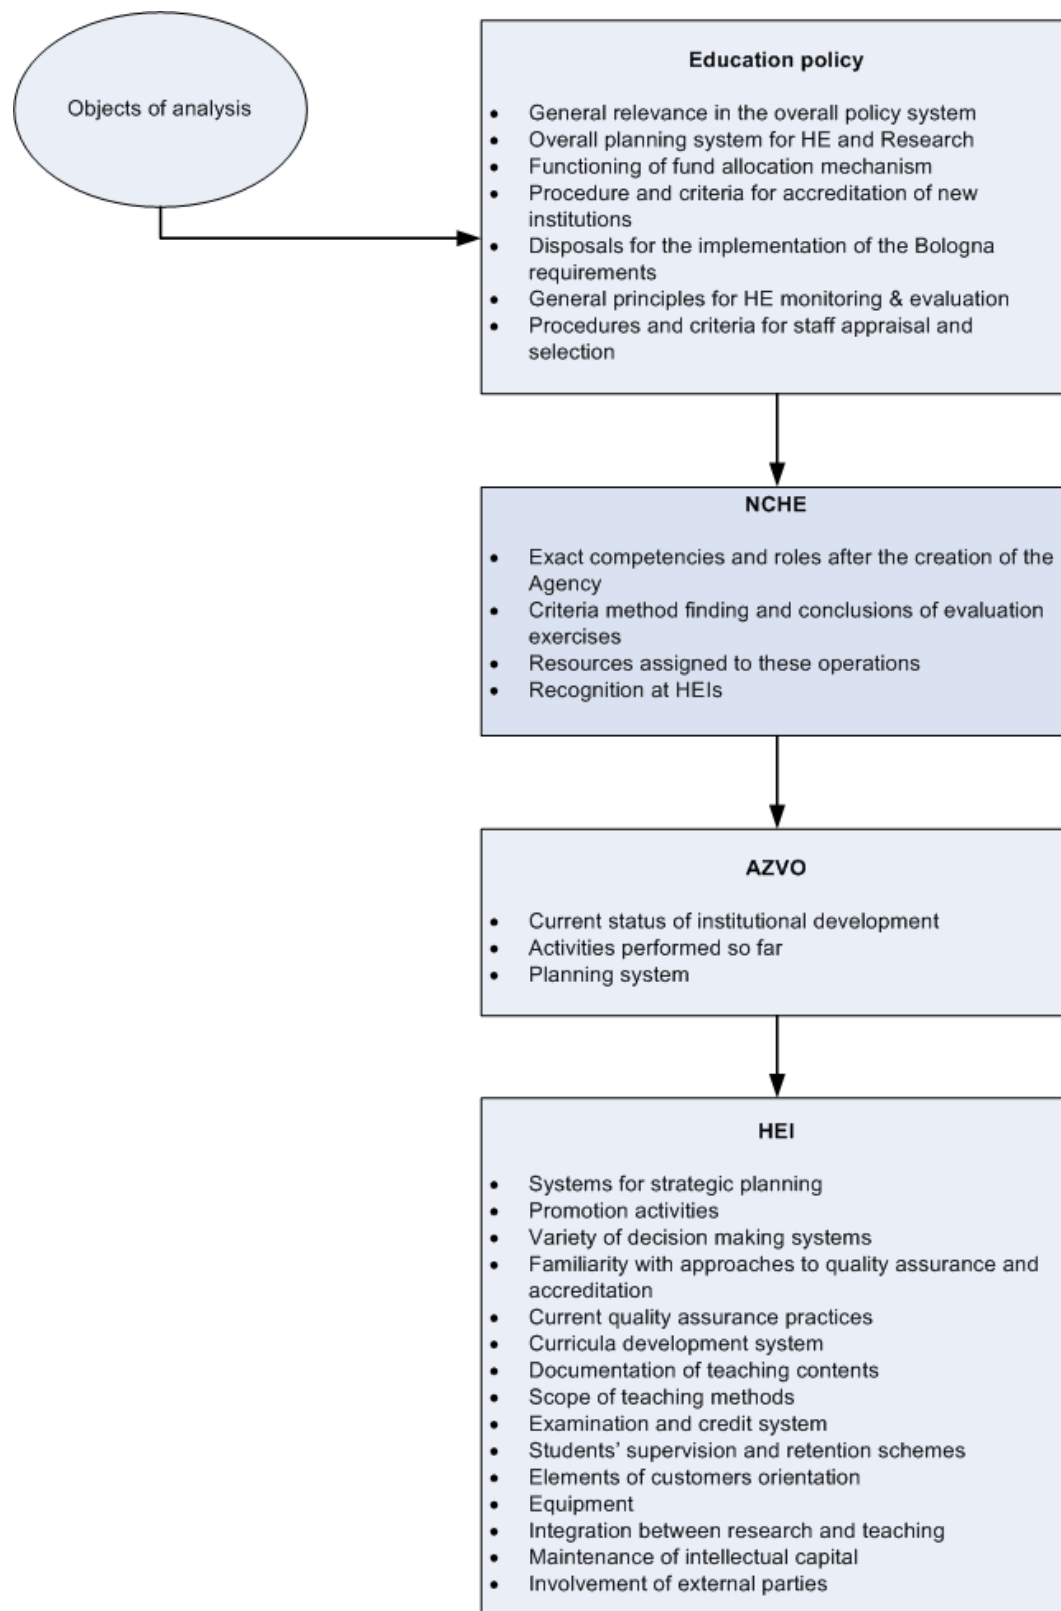 Objects of analysis
Education policy
• General relevance in the overall policy system
• Overall planning system for HE and Research
• Functioning of fund allocation mechanism
• Procedure and criteria for accreditation of new
institutions
• Disposals for the implementation of the Bologna
requirements
• General principles for HE monitoring & evaluation
• Procedures and criteria for staff appraisal and
selection
NCHE
• Exact competencies and roles after the creation of the
Agency
• Criteria method finding and conclusions of evaluation
exercises
• Resources assigned to these operations
• Recognition at HEIs
AZVO
• Current status of institutional development
• Activities performed so far
• Planning system
HEI
• Systems for strategic planning
• Promotion activities
• Variety of decision making systems
• Familiarity with approaches to quality assurance and
accreditation
• Current quality assurance practices
• Curricula development system
• Documentation of teaching contents
• Scope of teaching methods
• Examination and credit system
• Students’ supervision and retention schemes
• Elements of customers orientation
• Equipment
• Integration between research and teaching
• Maintenance of intellectual capital
• Involvement of external parties